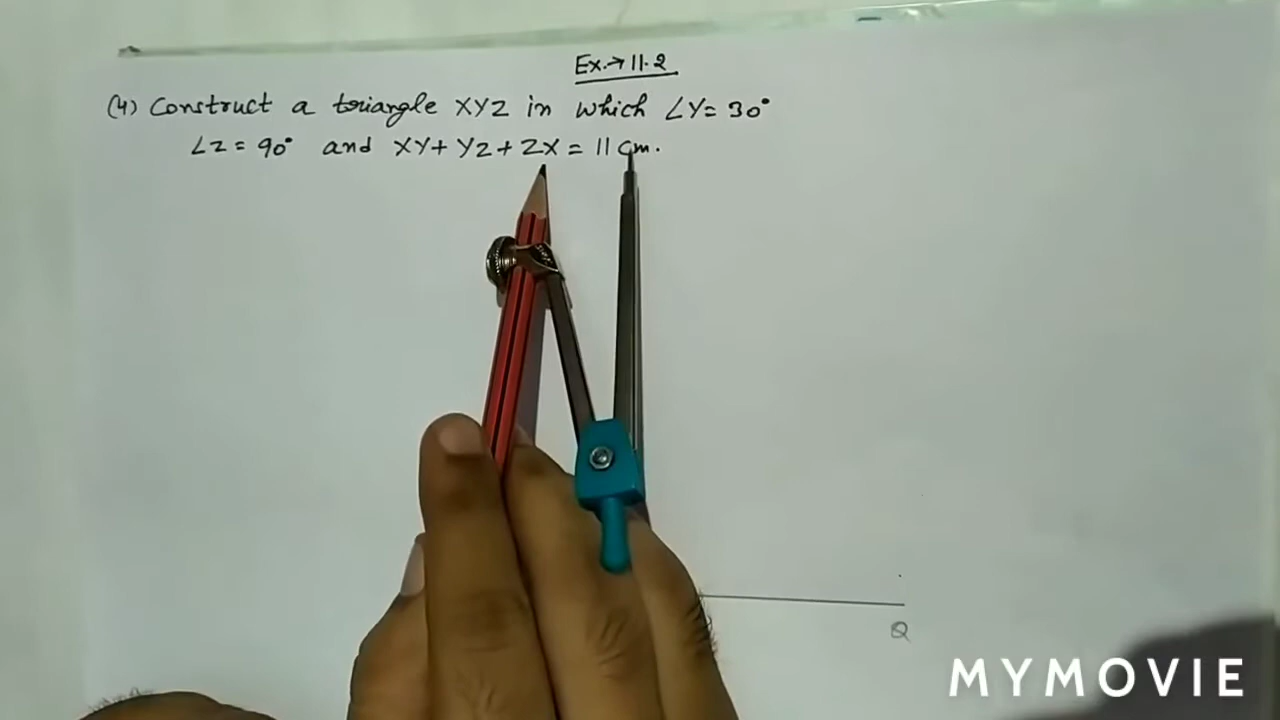 Ex.→ 11.2
(4) Construct a triangle XYZ in which ∠Y= 30°
∠Z = 90° and XY+ YZ+ ZX = 11 cm.
Q
MYMOVIE